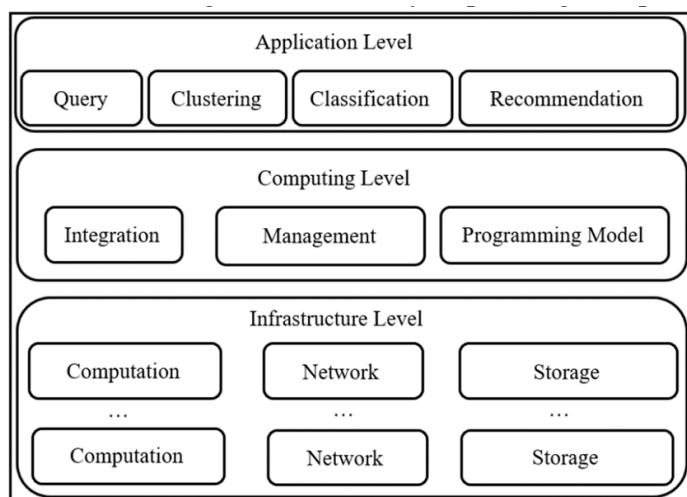 Application Level
Query Clustering Classification Recommendation
Computing Level
Integration Management Programming Model
Infrastructure Level
Computation Network Storage
... ... ...
Computation Network Storage